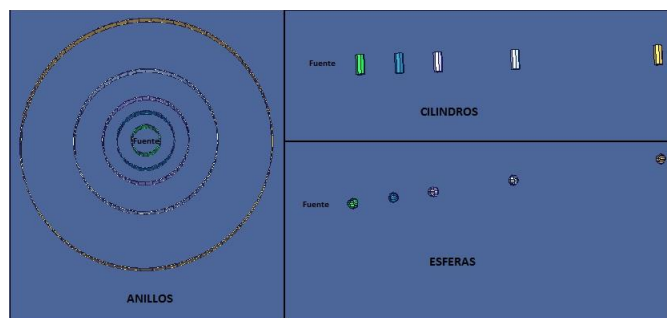 Fuente
ANILLOS
Fuente
CILINDROS
Fuente
ESFERAS